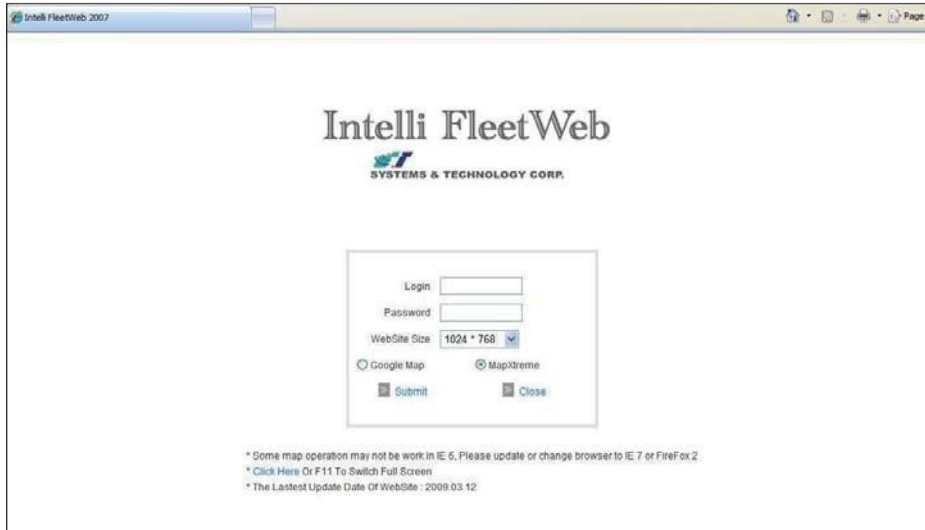 Intelli FleetWeb 2007
Page
Intelli FleetWeb
ST
SYSTEMS & TECHNOLOGY CORP.
Login
Password
WebSite Size 1024 * 768
Google Map MapXtreme
Submit Close
* Some map operation may not be work in IE 6, Please update or change browser to IE 7 or FireFox 2
* Click Here Or F11 To Switch Full Screen
* The Lastest Update Date Of WebSite : 2009.03.12